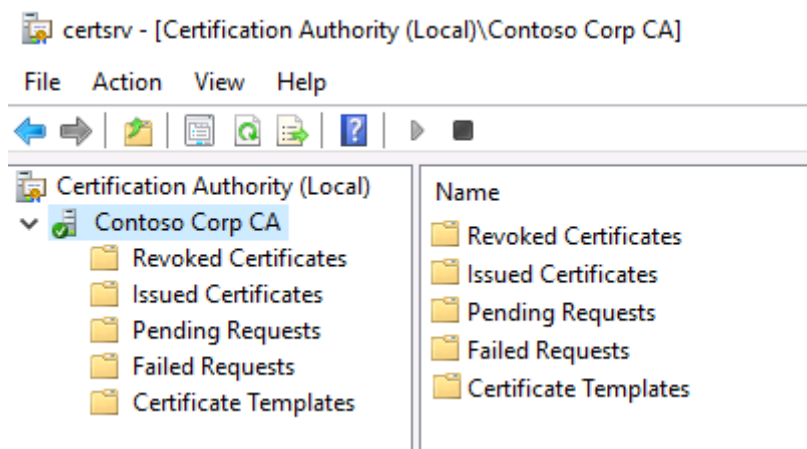 certsrv - [Certification Authority (Local)\Contoso Corp CA]
File Action View Help
Certification Authority (Local)
Contoso Corp CA
Revoked Certificates
Issued Certificates
Pending Requests
Failed Requests
Certificate Templates
Name
Revoked Certificates
Issued Certificates
Pending Requests
Failed Requests
Certificate Templates